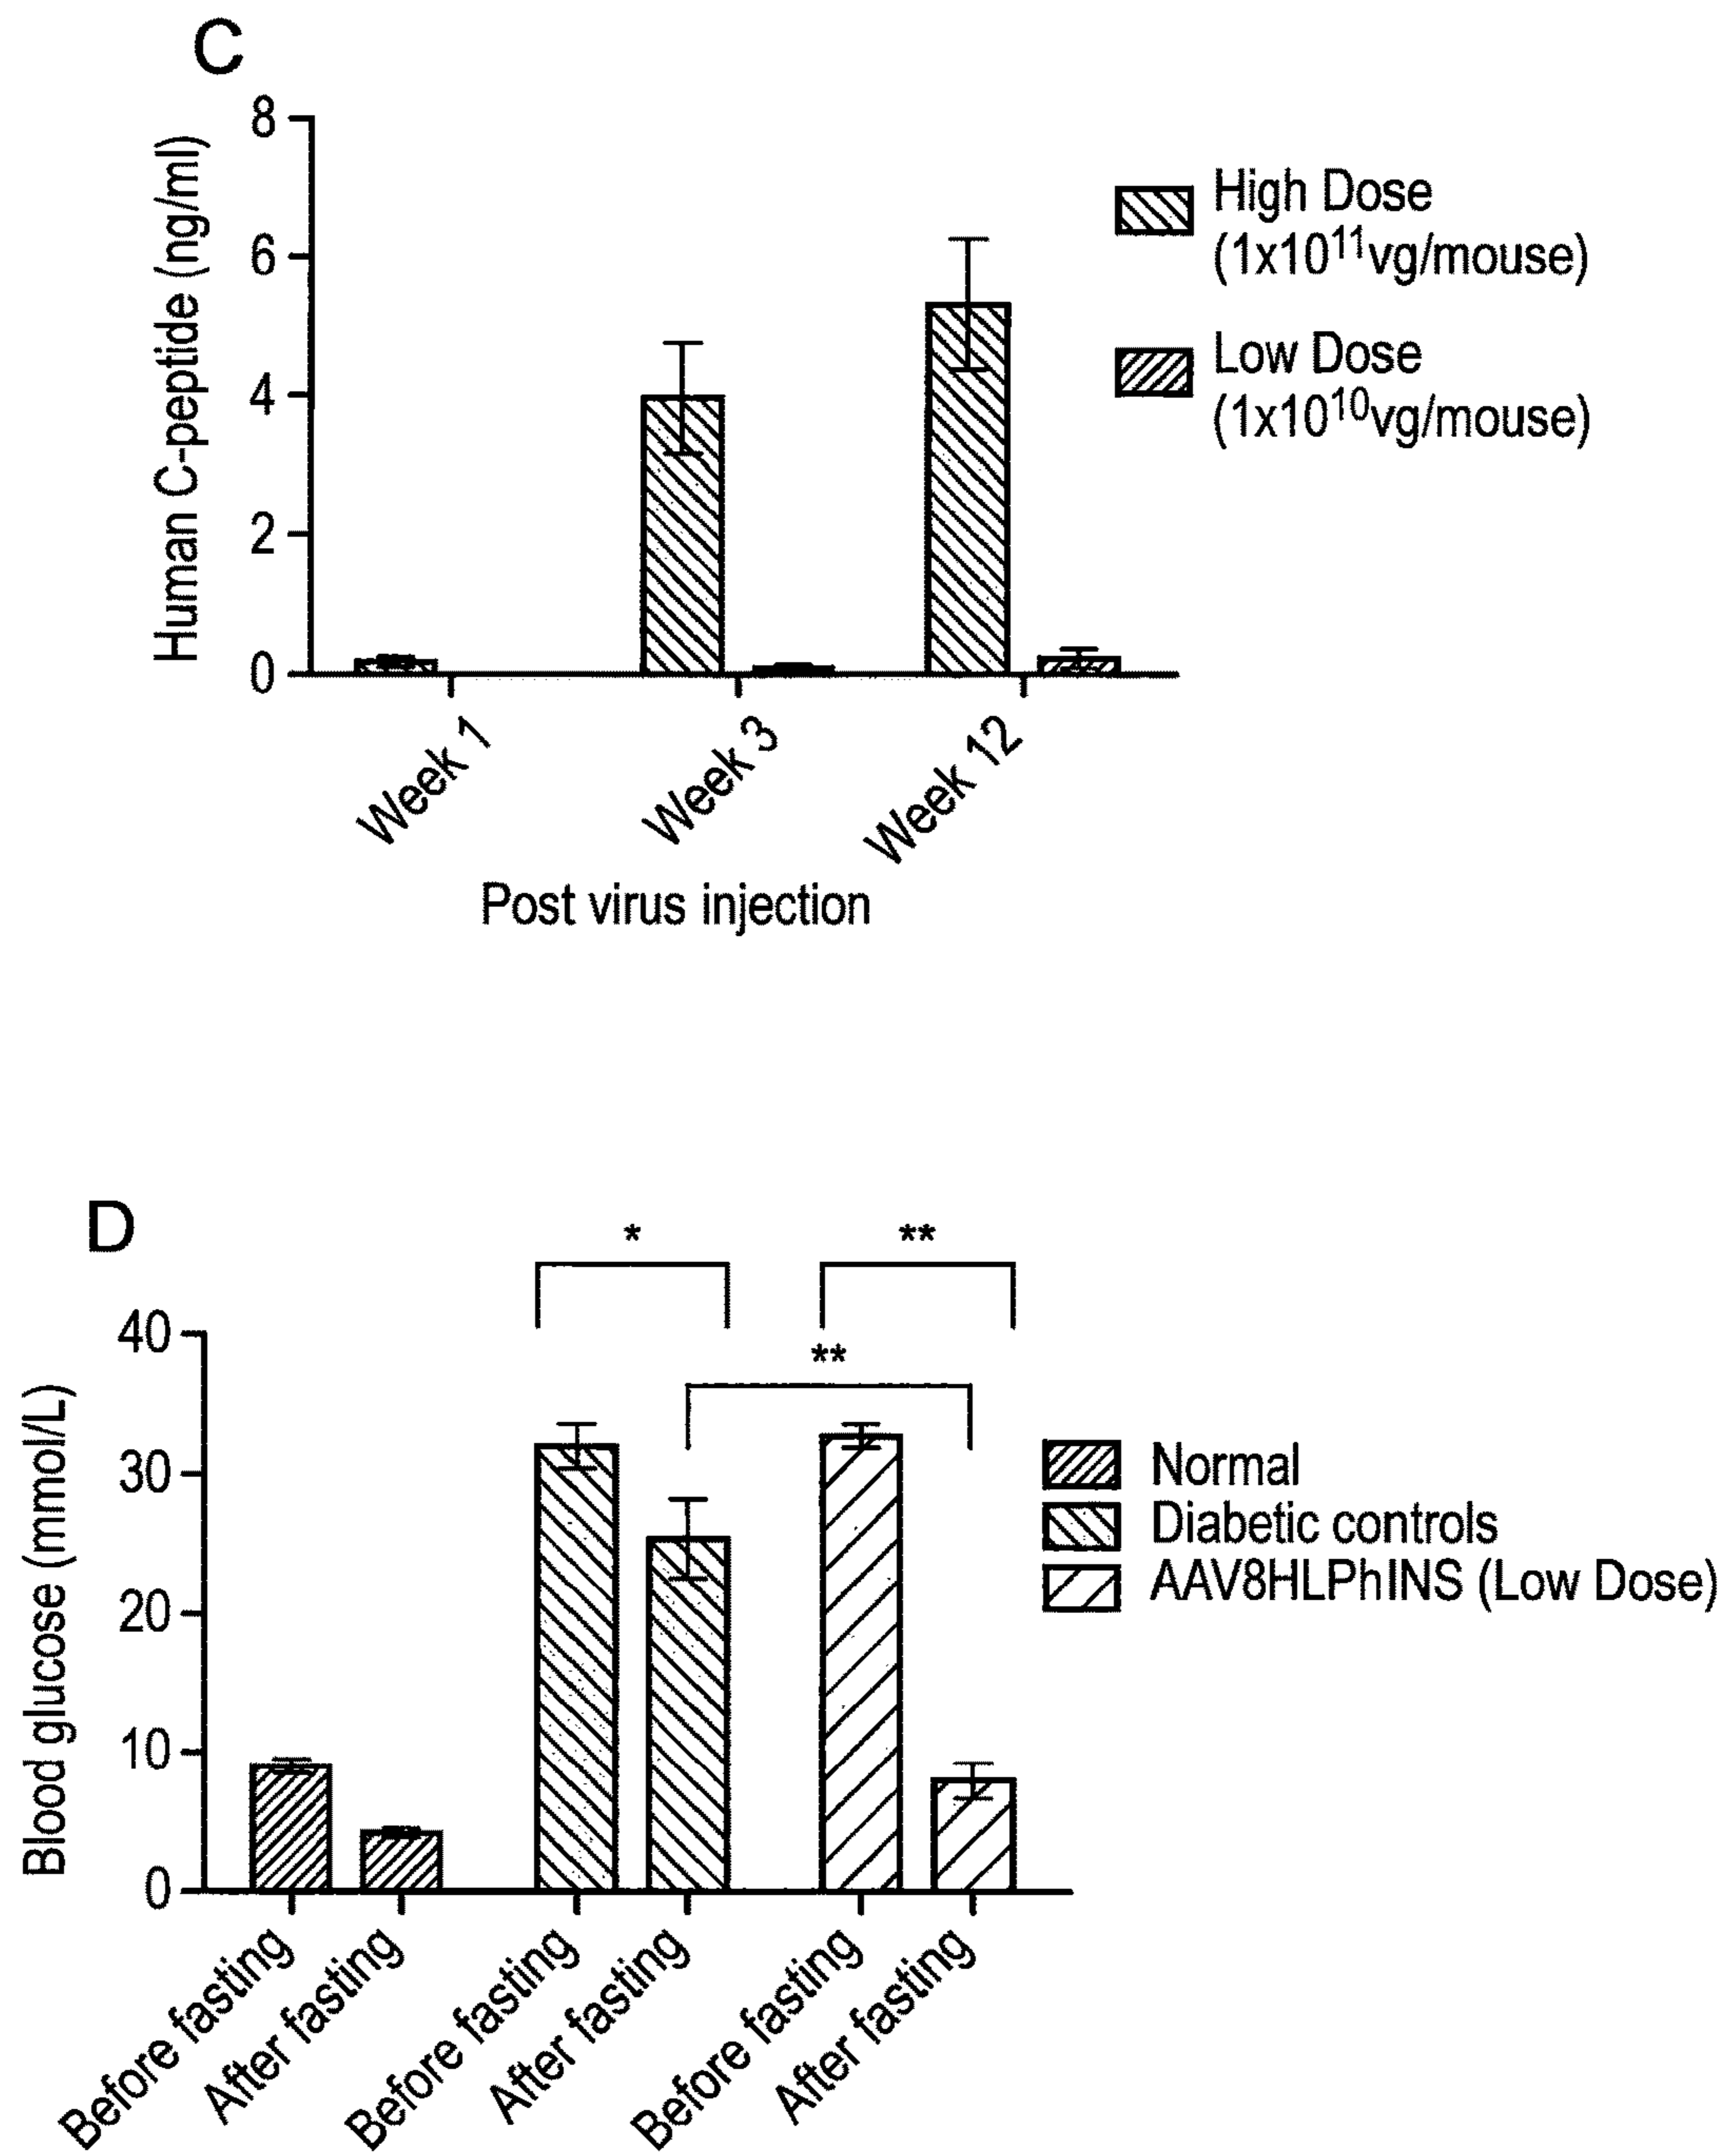 C
Human C-peptide (ng/ml)
8
6
4
2
0
High Dose
(1x10¹¹vg/mouse)
Low Dose
(1x10¹⁰vg/mouse)
Week 1
Week 3
Week 12
Post virus injection
D
*
**
**
Blood glucose (mmol/L)
40
30
20
10
0
Normal
Diabetic controls
AAV8HLPhINS (Low Dose)
Before fasting
After fasting
Before fasting
After fasting
Before fasting
After fasting